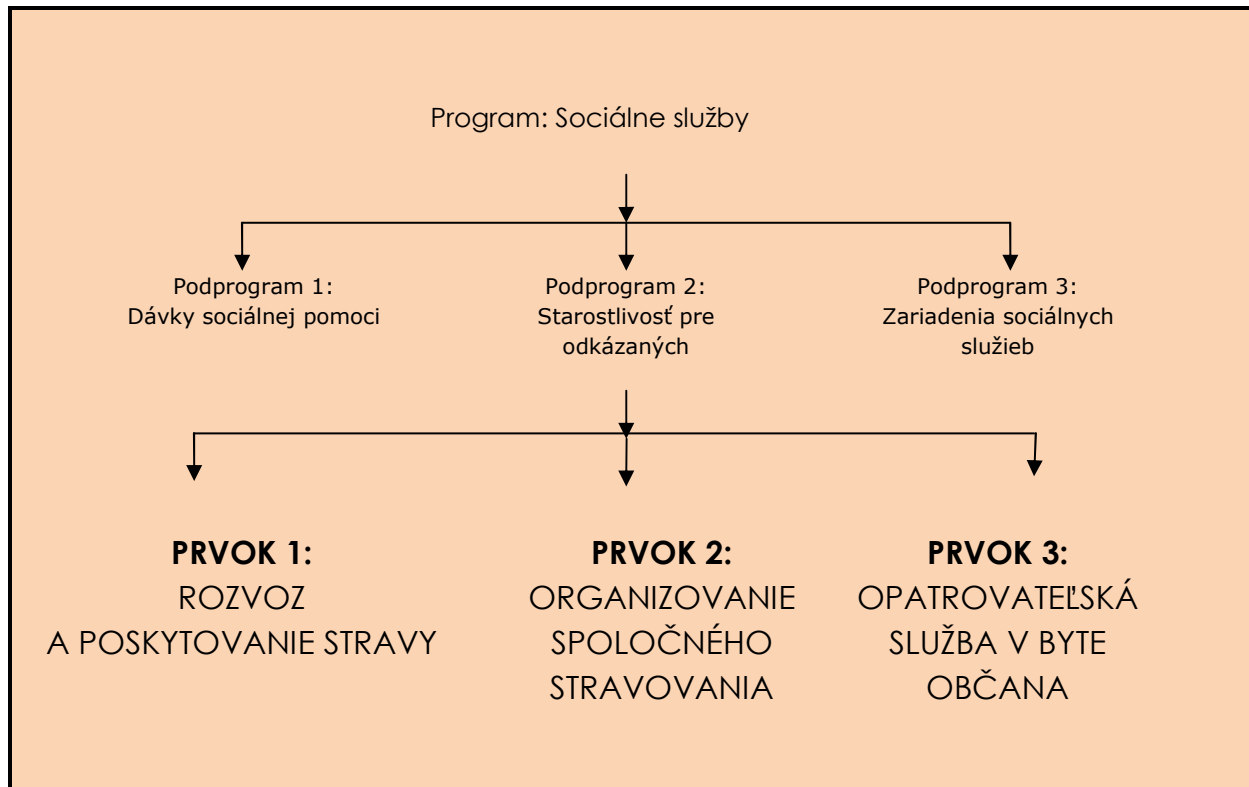 Program: Sociálne služby
Podprogram 1:
Dávky sociálnej pomoci
Podprogram 2:
Starostlivosť pre
odkázaných
Podprogram 3:
Zariadenia sociálnych
služieb
PRVOK 1:
ROZVOZ
A POSKYTOVANIE STRAVY
PRVOK 2:
ORGANIZOVANIE
SPOLOČNÉHO
STRAVOVANIA
PRVOK 3:
OPATROVATEĽSKÁ
SLUŽBA V BYTE
OBČANA